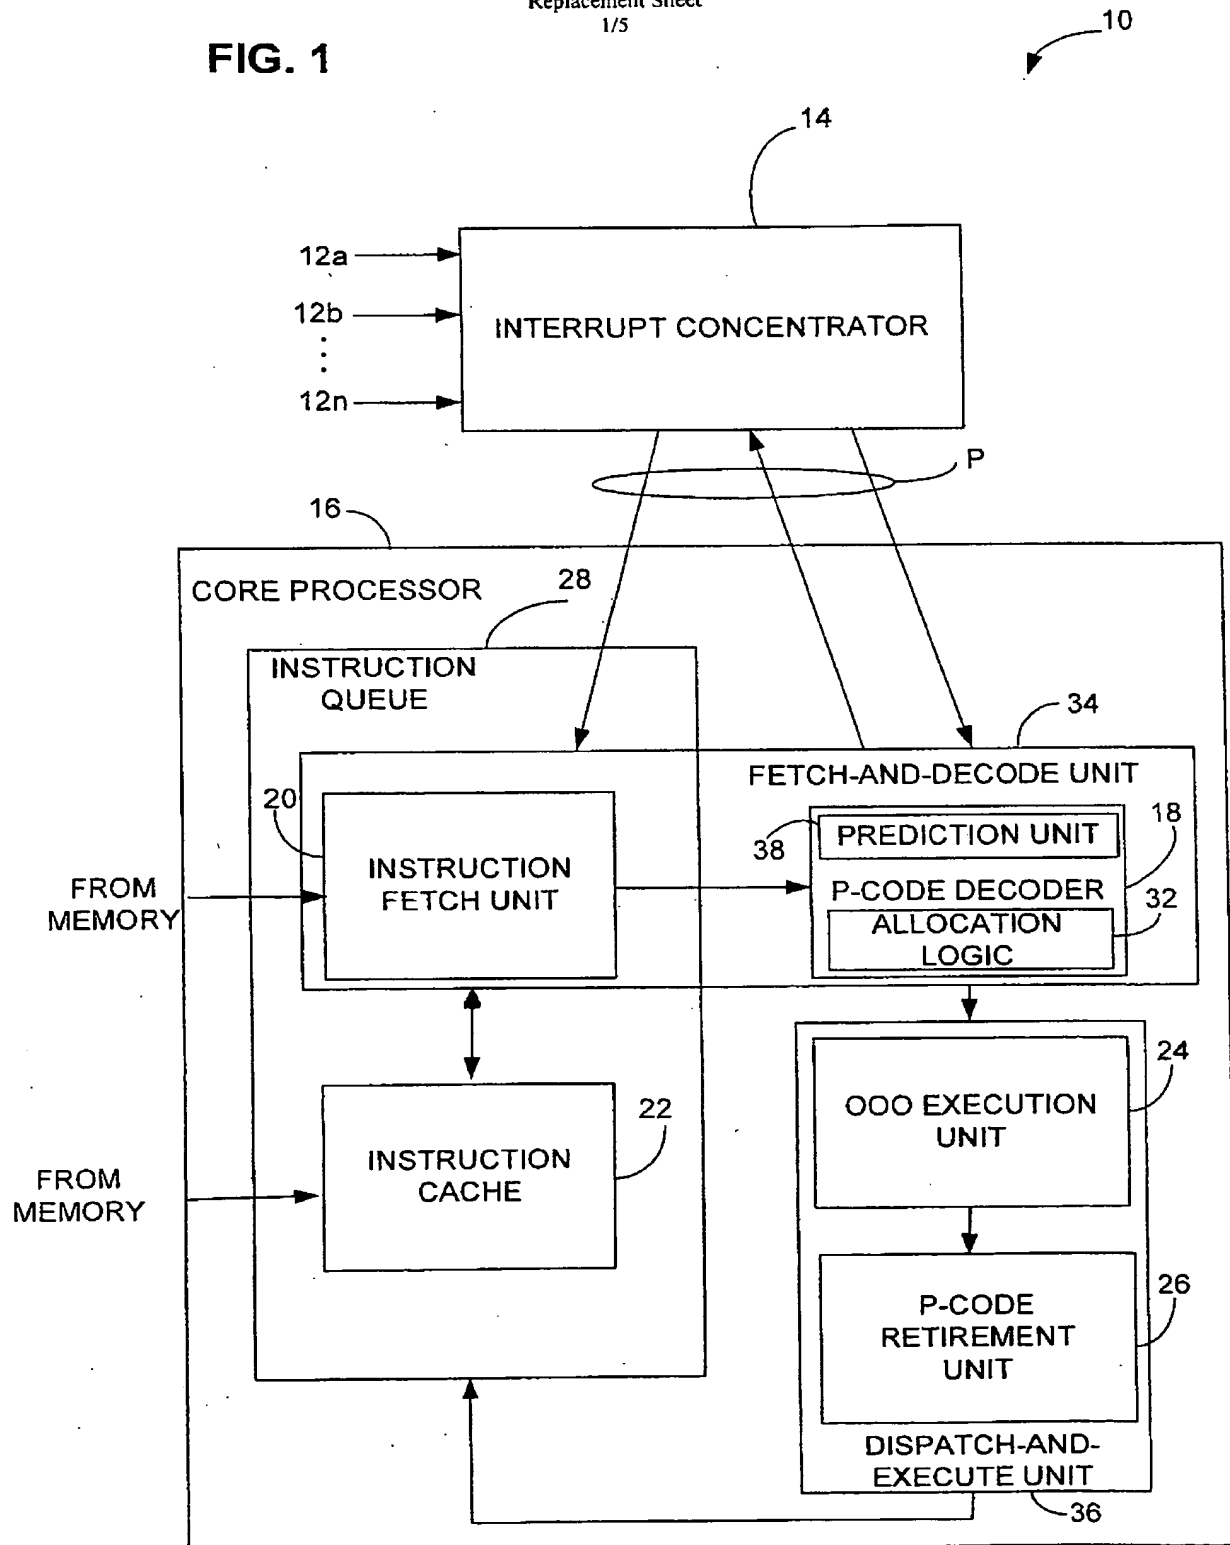 Replacement Sheet
1/5
FIG. 1
10
14
12a
12b
12n
INTERRUPT CONCENTRATOR
P
16
CORE PROCESSOR
28
INSTRUCTION
QUEUE
34
FETCH-AND-DECODE UNIT
20
INSTRUCTION
FETCH UNIT
38
PREDICTION UNIT
18
P-CODE DECODER
32
ALLOCATION
LOGIC
FROM
MEMORY
24
OOO EXECUTION
UNIT
22
INSTRUCTION
CACHE
FROM
MEMORY
26
P-CODE
RETIREMENT
UNIT
DISPATCH-AND-
EXECUTE UNIT
36